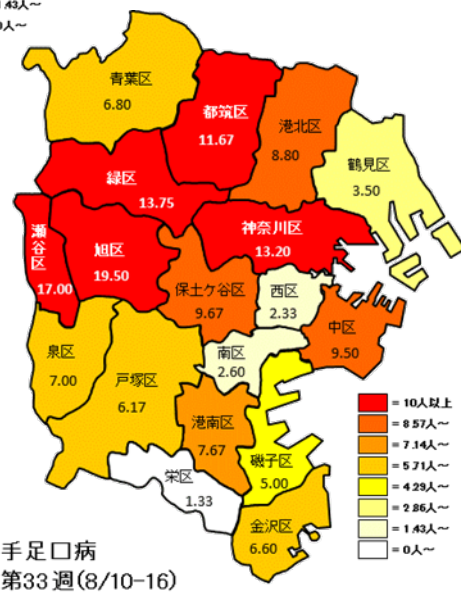 1.43人～
0人～
青葉区
6.80
都筑区
11.67
港北区
8.80
鶴見区
3.50
緑区
13.75
神奈川区
13.20
瀬谷区
17.00
旭区
19.50
保土ケ谷区
9.67
西区
2.33
中区
9.50
南区
2.60
泉区
7.00
戸塚区
6.17
港南区
7.67
磯子区
5.00
栄区
1.33
金沢区
6.60
= 10人以上
= 8.57人～
= 7.14人～
= 5.71人～
= 4.29人～
= 2.86人～
= 1.43人～
= 0人～
手足口病
第33週(8/10-16)